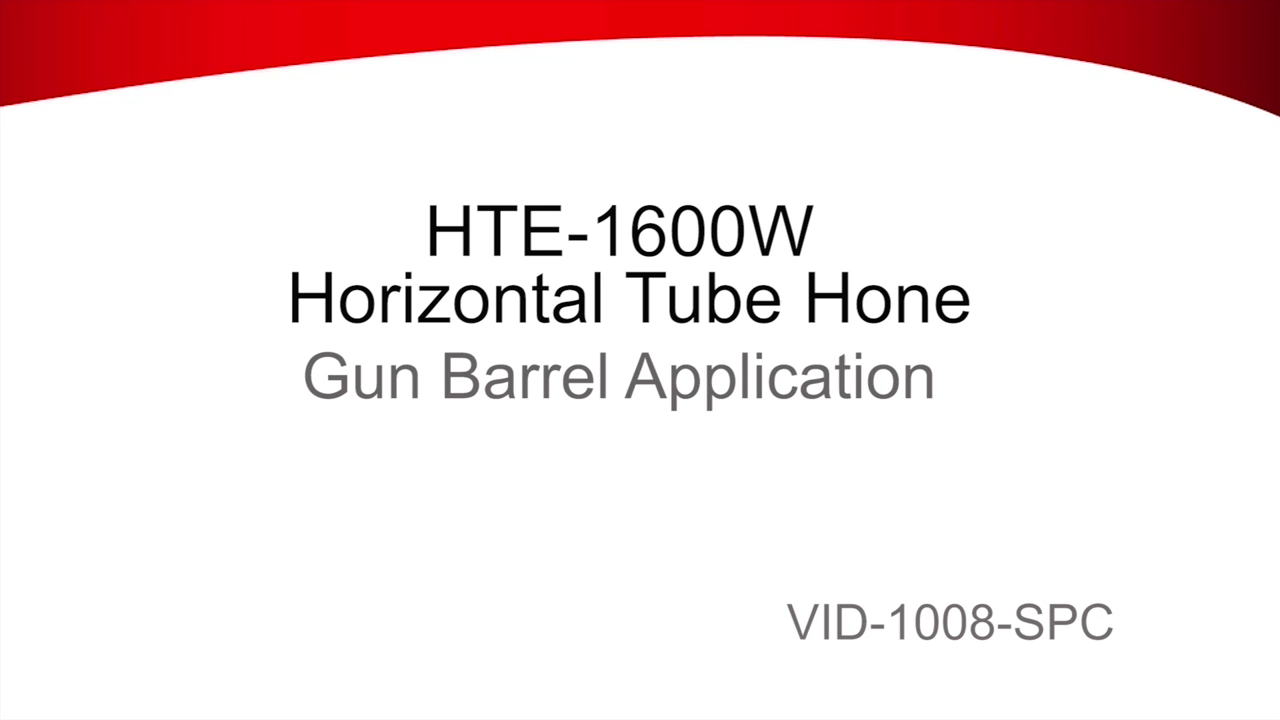 HTE-1600W
Horizontal Tube Hone
Gun Barrel Application
VID-1008-SPC